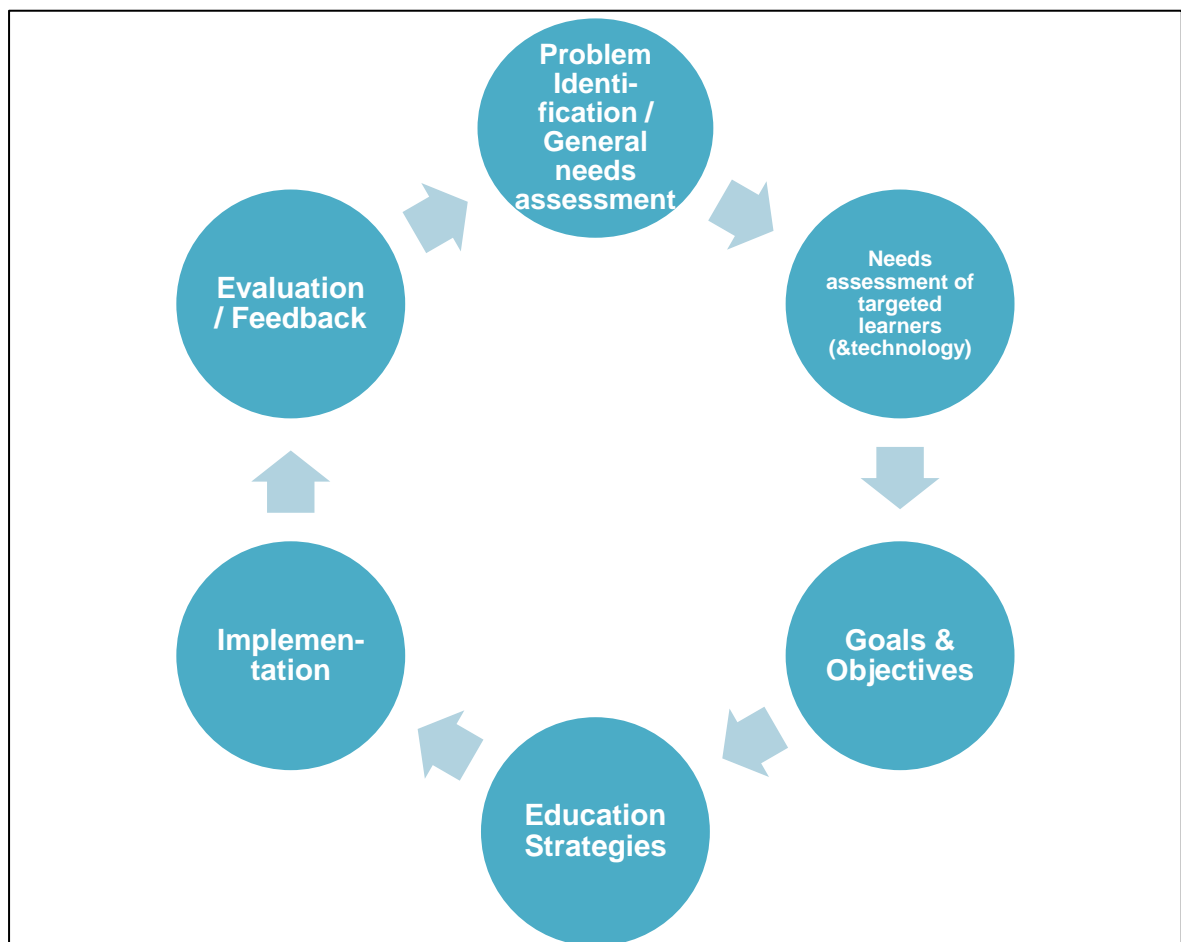 Problem
Identi-
fication /
General
needs
assessment
Needs
assessment of
targeted
learners
(&technology)
Goals &
Objectives
Education
Strategies
Implemen-
tation
Evaluation
/ Feedback